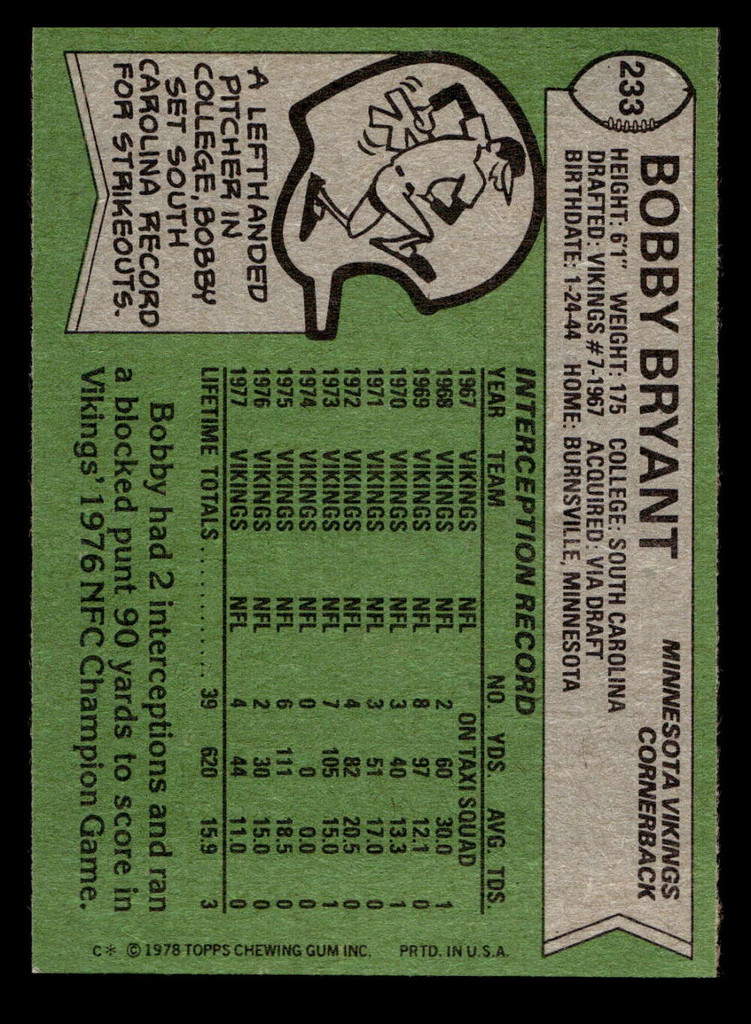 233
BOBBY BRYANT
MINNESOTA VIKINGS
CORNERBACK
HEIGHT: 6'1" WEIGHT: 175 COLLEGE: SOUTH CAROLINA
DRAFTED: VIKINGS #7-1967 ACQUIRED: VIA DRAFT
BIRTHDATE: 1-24-44 HOME: BURNSVILLE, MINNESOTA
A LEFTHANDED
PITCHER IN
COLLEGE, BOBBY
SET SOUTH
CAROLINA RECORD
FOR STRIKEOUTS.
INTERCEPTION RECORD
YEAR TEAM NO. YDS. AVG. TDS.
1967 VIKINGS NFL ON TAXI SQUAD
1968 VIKINGS NFL 2 60 30.0 1
1969 VIKINGS NFL 8 97 12.1 0
1970 VIKINGS NFL 3 40 13.3 1
1971 VIKINGS NFL 3 51 17.0 0
1972 VIKINGS NFL 4 82 20.5 0
1973 VIKINGS NFL 7 105 15.0 1
1974 VIKINGS NFL 0 0 0.0 0
1975 VIKINGS NFL 6 111 18.5 0
1976 VIKINGS NFL 2 30 15.0 0
1977 VIKINGS NFL 4 44 11.0 0
LIFETIME TOTALS .......... 39 620 15.9 3
Bobby had 2 interceptions and ran
a blocked punt 90 yards to score in
Vikings' 1976 NFC Champion Game.
C* © 1978 TOPPS CHEWING GUM INC. PRTD. IN U.S.A.